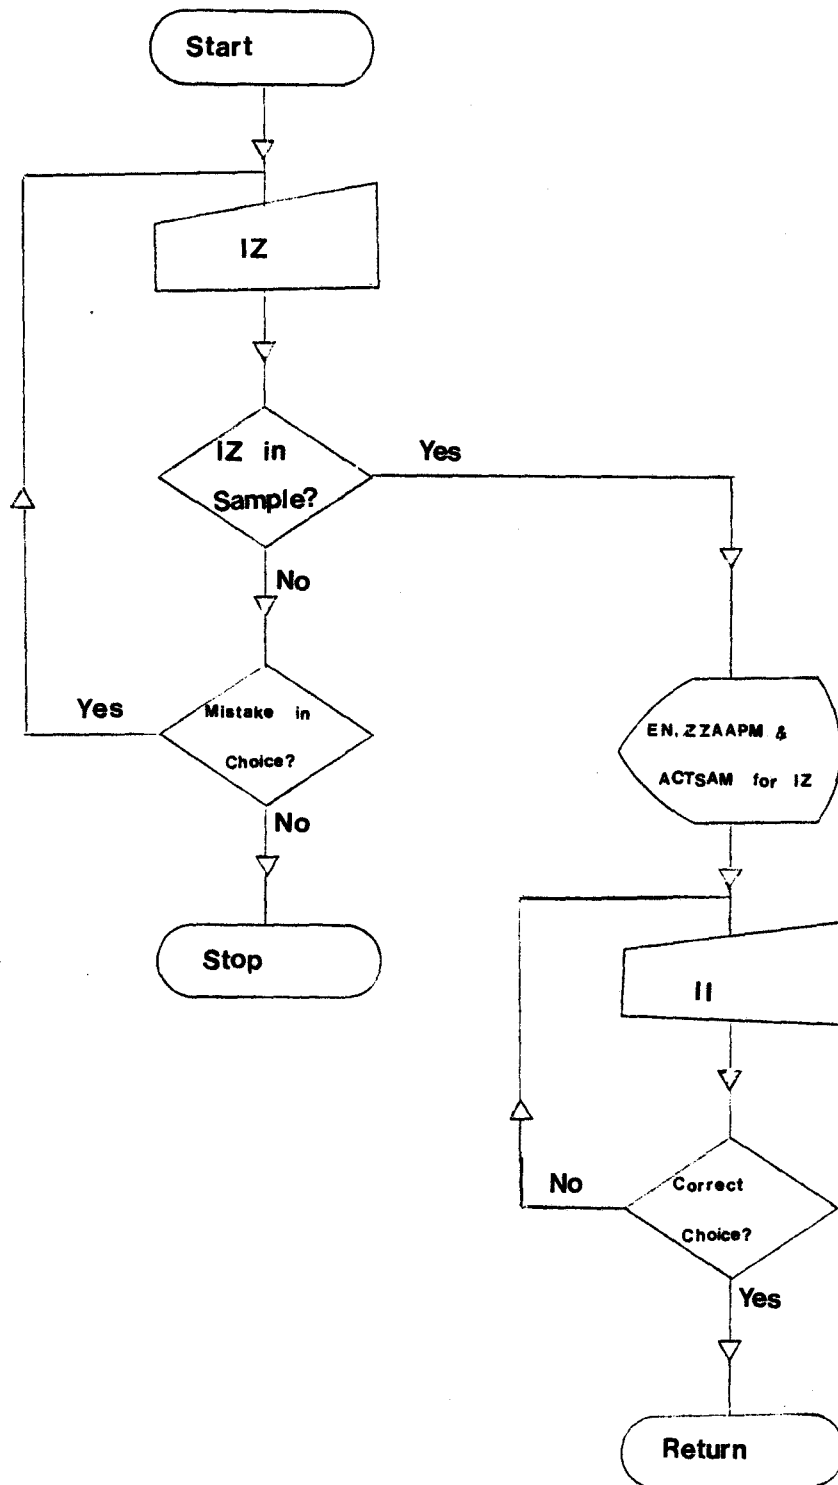 Start
IZ
IZ in
Sample?
Yes
No
Mistake in
Choice?
Yes
No
Stop
EN, ZZAAPM &
ACTSAM for IZ
II
Correct
Choice?
No
Yes
Return